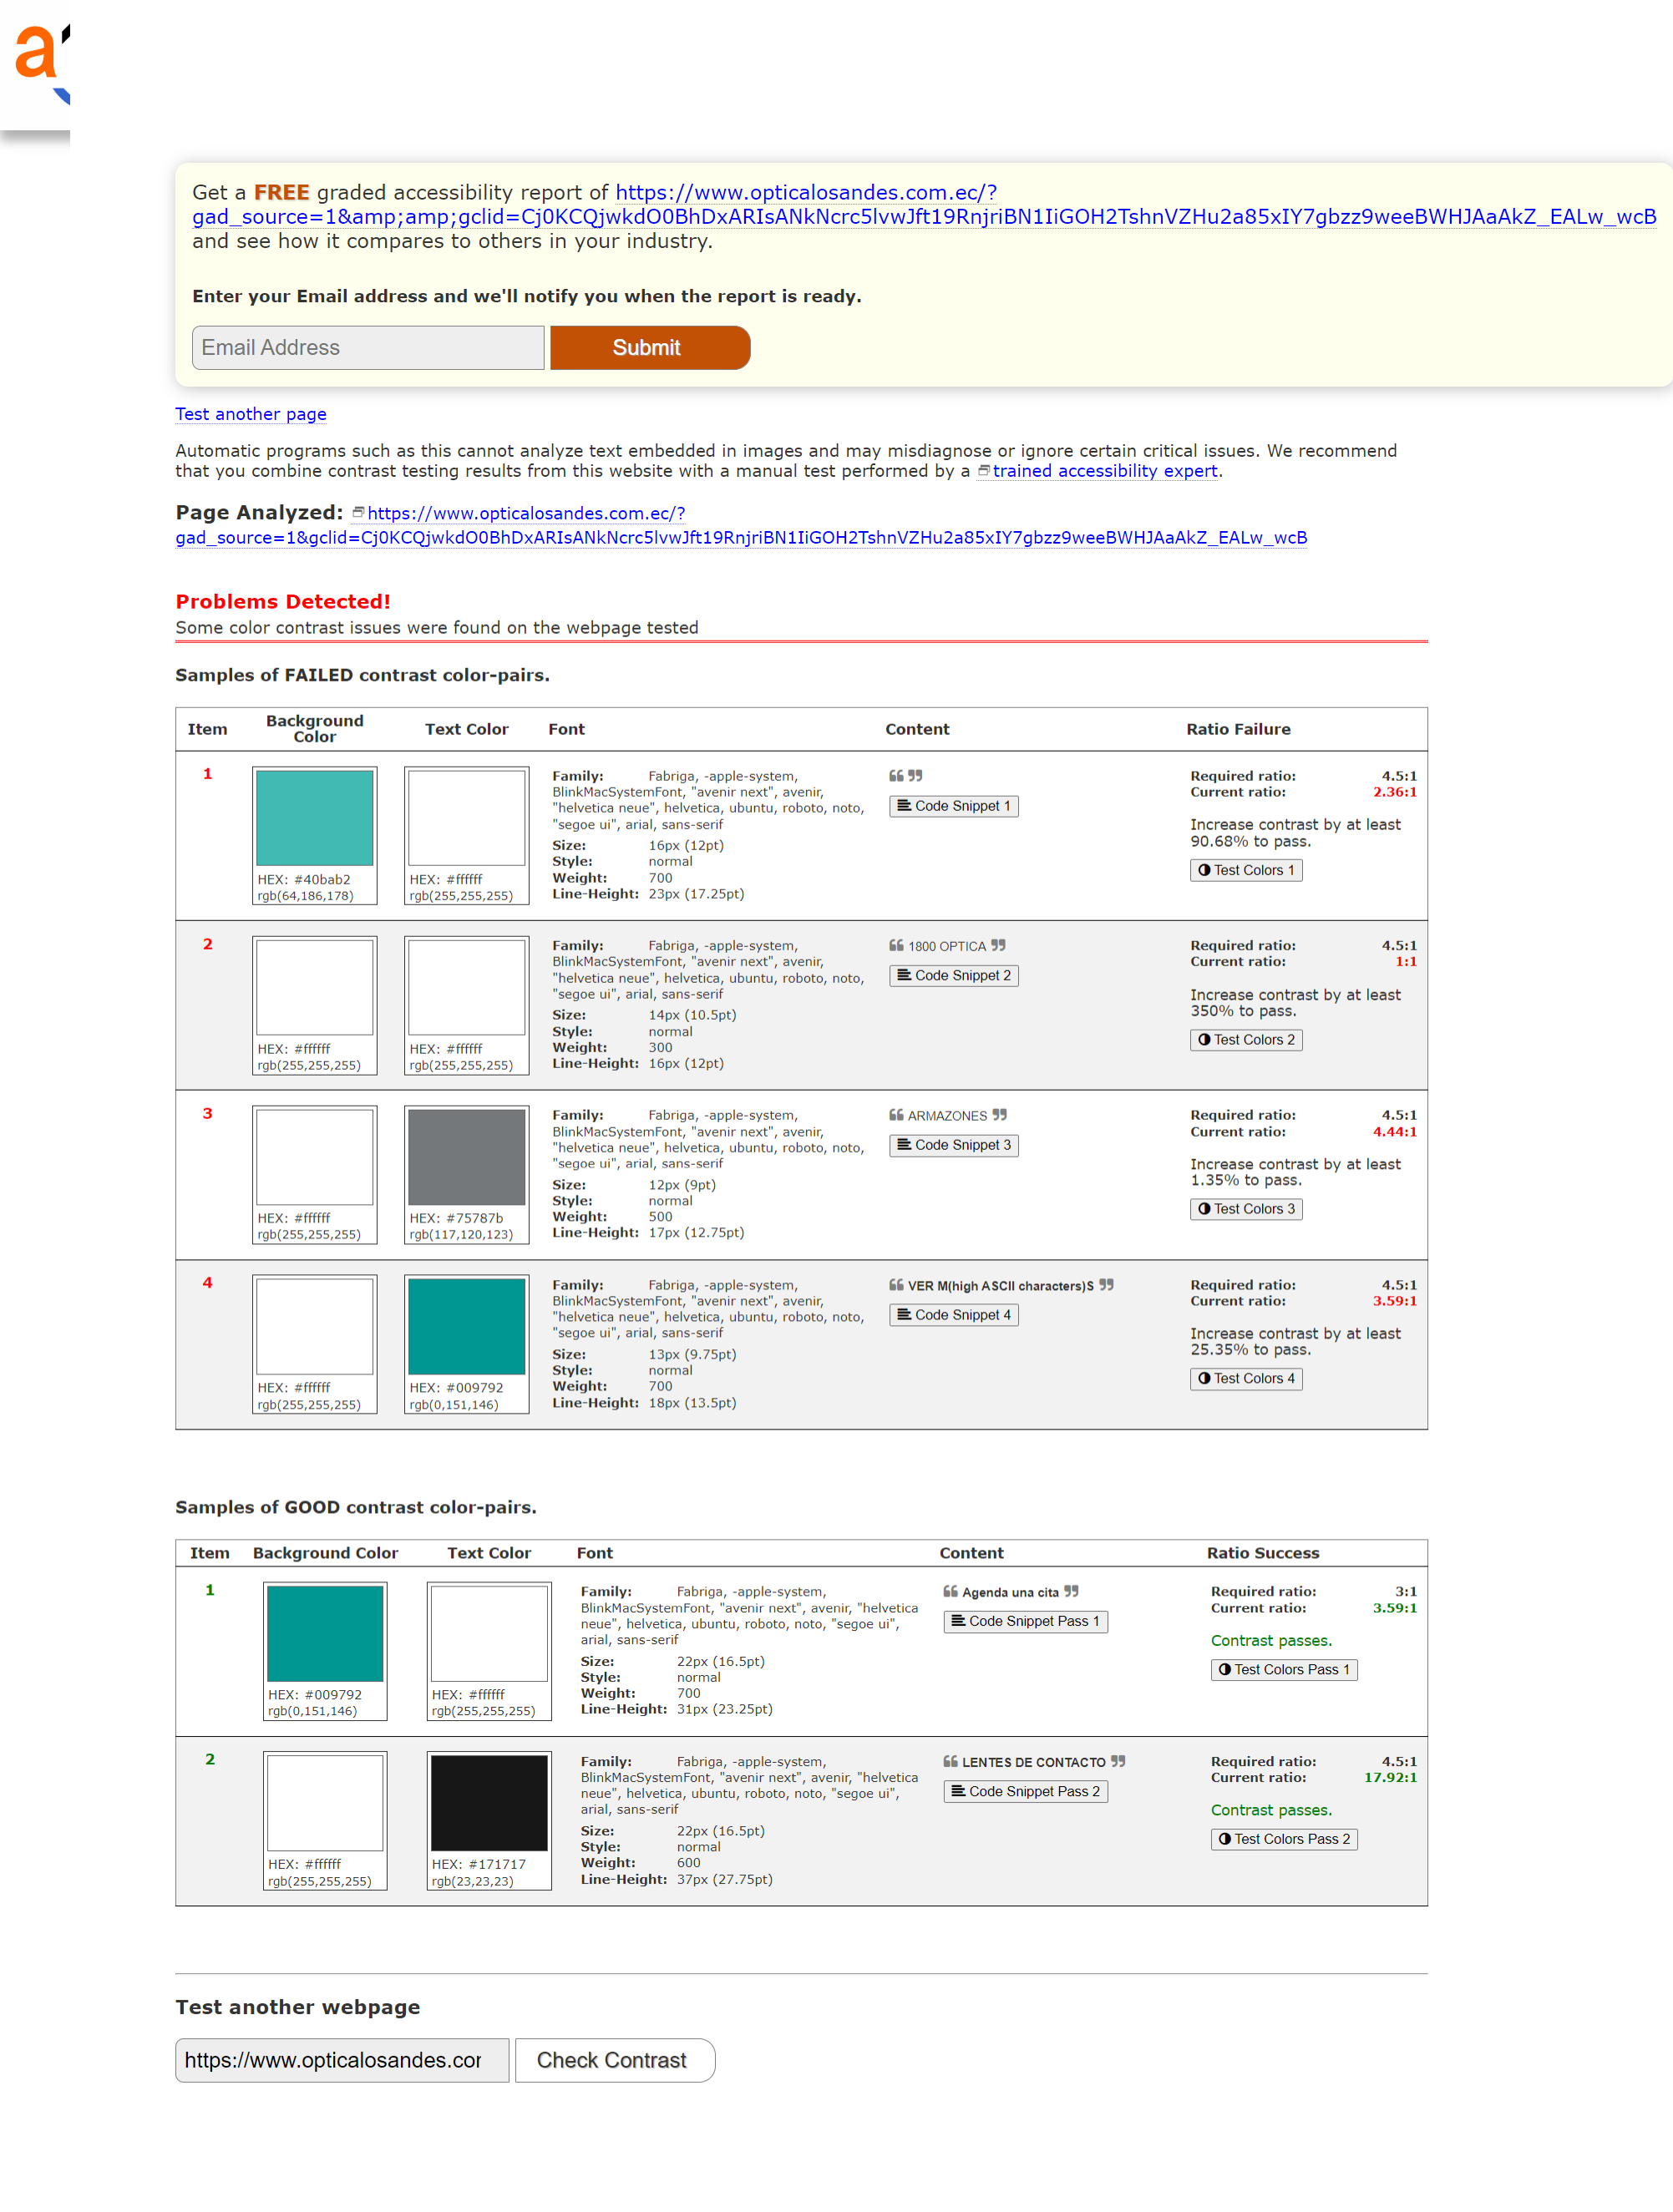 a
Get a FREE graded accessibility report of https://www.opticalosandes.com.ec/?
gad_source=1&amp;amp;gclid=Cj0KCQjwkdO0BhDxARIsANkNcrc5lvwJft19RnjriBN1IiGOH2TshnVZHu2a85xIY7gbzz9weeBWHJAaAkZ_EALw_wcB
and see how it compares to others in your industry.
Enter your Email address and we'll notify you when the report is ready.
Email Address Submit
Test another page
Automatic programs such as this cannot analyze text embedded in images and may misdiagnose or ignore certain critical issues. We recommend
that you combine contrast testing results from this website with a manual test performed by a trained accessibility expert.
Page Analyzed: https://www.opticalosandes.com.ec/?
gad_source=1&gclid=Cj0KCQjwkdO0BhDxARIsANkNcrc5lvwJft19RnjriBN1IiGOH2TshnVZHu2a85xIY7gbzz9weeBWHJAaAkZ_EALw_wcB
Problems Detected!
Some color contrast issues were found on the webpage tested
Samples of FAILED contrast color-pairs.
Item Background Color Text Color Font Content Ratio Failure
1
HEX: #40bab2
rgb(64,186,178)
HEX: #ffffff
rgb(255,255,255)
Family: Fabriga, -apple-system,
BlinkMacSystemFont, "avenir next", avenir,
"helvetica neue", helvetica, ubuntu, roboto, noto,
"segoe ui", arial, sans-serif
Size: 16px (12pt)
Style: normal
Weight: 700
Line-Height: 23px (17.25pt)
Code Snippet 1
Required ratio: 4.5:1
Current ratio: 2.36:1
Increase contrast by at least
90.68% to pass.
Test Colors 1
2
HEX: #ffffff
rgb(255,255,255)
HEX: #ffffff
rgb(255,255,255)
Family: Fabriga, -apple-system,
BlinkMacSystemFont, "avenir next", avenir,
"helvetica neue", helvetica, ubuntu, roboto, noto,
"segoe ui", arial, sans-serif
Size: 14px (10.5pt)
Style: normal
Weight: 300
Line-Height: 16px (12pt)
1800 OPTICA
Code Snippet 2
Required ratio: 4.5:1
Current ratio: 1:1
Increase contrast by at least
350% to pass.
Test Colors 2
3
HEX: #ffffff
rgb(255,255,255)
HEX: #75787b
rgb(117,120,123)
Family: Fabriga, -apple-system,
BlinkMacSystemFont, "avenir next", avenir,
"helvetica neue", helvetica, ubuntu, roboto, noto,
"segoe ui", arial, sans-serif
Size: 12px (9pt)
Style: normal
Weight: 500
Line-Height: 17px (12.75pt)
ARMAZONES
Code Snippet 3
Required ratio: 4.5:1
Current ratio: 4.44:1
Increase contrast by at least
1.35% to pass.
Test Colors 3
4
HEX: #ffffff
rgb(255,255,255)
HEX: #009792
rgb(0,151,146)
Family: Fabriga, -apple-system,
BlinkMacSystemFont, "avenir next", avenir,
"helvetica neue", helvetica, ubuntu, roboto, noto,
"segoe ui", arial, sans-serif
Size: 13px (9.75pt)
Style: normal
Weight: 700
Line-Height: 18px (13.5pt)
VER M(high ASCII characters)S
Code Snippet 4
Required ratio: 4.5:1
Current ratio: 3.59:1
Increase contrast by at least
25.35% to pass.
Test Colors 4
Samples of GOOD contrast color-pairs.
Item Background Color Text Color Font Content Ratio Success
1
HEX: #009792
rgb(0,151,146)
HEX: #ffffff
rgb(255,255,255)
Family: Fabriga, -apple-system,
BlinkMacSystemFont, "avenir next", avenir, "helvetica
neue", helvetica, ubuntu, roboto, noto, "segoe ui",
arial, sans-serif
Size: 22px (16.5pt)
Style: normal
Weight: 700
Line-Height: 31px (23.25pt)
Agenda una cita
Code Snippet Pass 1
Required ratio: 3:1
Current ratio: 3.59:1
Contrast passes.
Test Colors Pass 1
2
HEX: #ffffff
rgb(255,255,255)
HEX: #171717
rgb(23,23,23)
Family: Fabriga, -apple-system,
BlinkMacSystemFont, "avenir next", avenir, "helvetica
neue", helvetica, ubuntu, roboto, noto, "segoe ui",
arial, sans-serif
Size: 22px (16.5pt)
Style: normal
Weight: 600
Line-Height: 37px (27.75pt)
LENTES DE CONTACTO
Code Snippet Pass 2
Required ratio: 4.5:1
Current ratio: 17.92:1
Contrast passes.
Test Colors Pass 2
Test another webpage
https://www.opticalosandes.cor Check Contrast